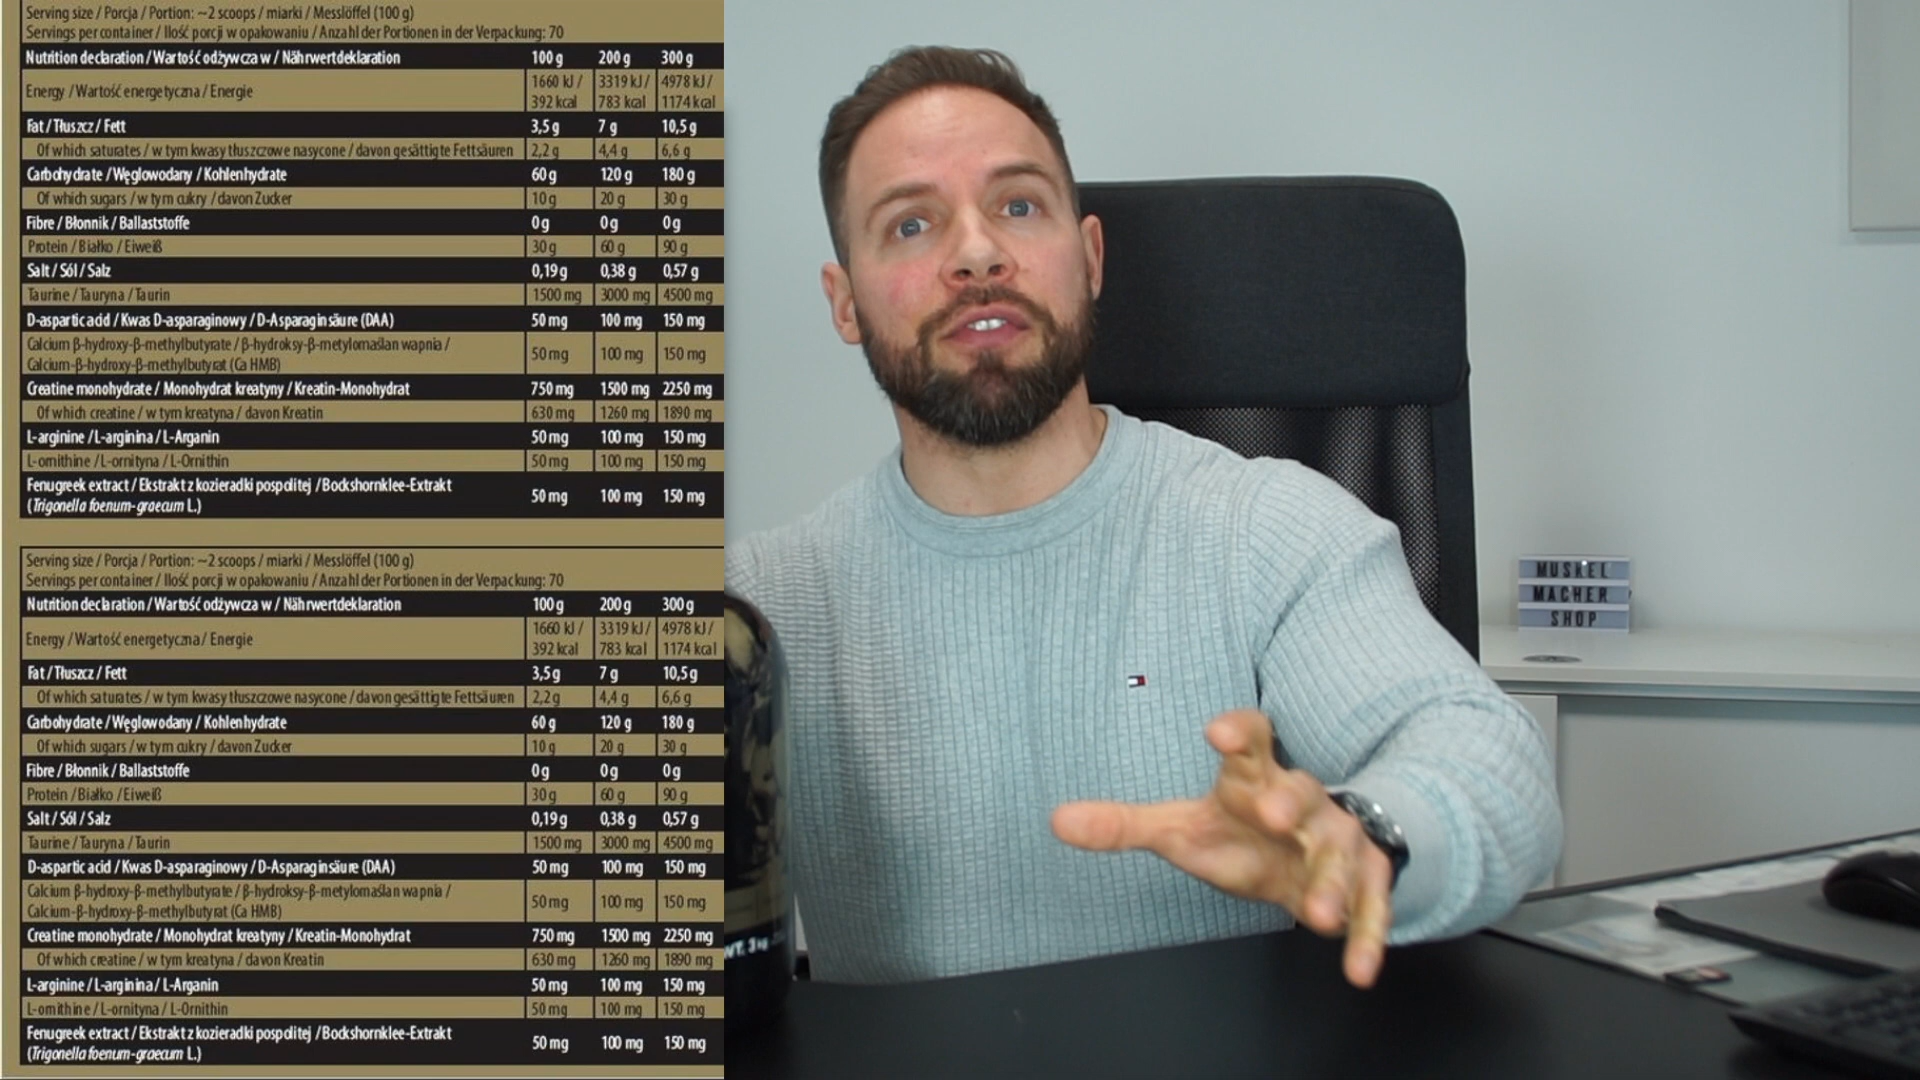 Serving size / Porcja / Portion: ~2 scoops / miarki / Messlöffel (100 g)
Servings per container / Ilość porcji w opakowaniu / Anzahl der Portionen in der Verpackung: 70
Nutrition declaration / Wartość odżywcza w / Nährwertdeklaration 100 g 200 g 300 g
Energy / Wartość energetyczna / Energie 1660 kJ / 392 kcal 3319 kJ / 783 kcal 4978 kJ / 1174 kcal
Fat / Tłuszcz / Fett 3,5 g 7 g 10,5 g
Of which saturates / w tym kwasy tłuszczowe nasycone / davon gesättigte Fettsäuren 2,2 g 4,4 g 6,6 g
Carbohydrate / Węglowodany / Kohlenhydrate 60 g 120 g 180 g
Of which sugars / w tym cukry / davon Zucker 10 g 20 g 30 g
Fibre / Błonnik / Ballaststoffe 0 g 0 g 0 g
Protein / Białko / Eiweiß 30 g 60 g 90 g
Salt / Sól / Salz 0,19 g 0,38 g 0,57 g
Taurine / Tauryna / Taurin 1500 mg 3000 mg 4500 mg
D-aspartic acid / Kwas D-asparaginowy / D-Asparaginsäure (DAA) 50 mg 100 mg 150 mg
Calcium β-hydroxy-β-methylbutyrate / β-hydroksy-β-metylomaślan wapnia /
Calcium-β-hydroxy-β-methylbutyrat (Ca HMB) 50 mg 100 mg 150 mg
Creatine monohydrate / Monohydrat kreatyny / Kreatin-Monohydrat 750 mg 1500 mg 2250 mg
Of which creatine / w tym kreatyna / davon Kreatin 630 mg 1260 mg 1890 mg
L-arginine / L-arginina / L-Arganin 50 mg 100 mg 150 mg
L-ornithine / L-ornityna / L-Ornithin 50 mg 100 mg 150 mg
Fenugreek extract / Ekstrakt z kozieradki pospolitej / Bockshornklee-Extrakt
(Trigonella foenum-graecum L.) 50 mg 100 mg 150 mg
Serving size / Porcja / Portion: ~2 scoops / miarki / Messlöffel (100 g)
Servings per container / Ilość porcji w opakowaniu / Anzahl der Portionen in der Verpackung: 70
Nutrition declaration / Wartość odżywcza w / Nährwertdeklaration 100 g 200 g 300 g
Energy / Wartość energetyczna / Energie 1660 kJ / 392 kcal 3319 kJ / 783 kcal 4978 kJ / 1174 kcal
Fat / Tłuszcz / Fett 3,5 g 7 g 10,5 g
Of which saturates / w tym kwasy tłuszczowe nasycone / davon gesättigte Fettsäuren 2,2 g 4,4 g 6,6 g
Carbohydrate / Węglowodany / Kohlenhydrate 60 g 120 g 180 g
Of which sugars / w tym cukry / davon Zucker 10 g 20 g 30 g
Fibre / Błonnik / Ballaststoffe 0 g 0 g 0 g
Protein / Białko / Eiweiß 30 g 60 g 90 g
Salt / Sól / Salz 0,19 g 0,38 g 0,57 g
Taurine / Tauryna / Taurin 1500 mg 3000 mg 4500 mg
D-aspartic acid / Kwas D-asparaginowy / D-Asparaginsäure (DAA) 50 mg 100 mg 150 mg
Calcium β-hydroxy-β-methylbutyrate / β-hydroksy-β-metylomaślan wapnia /
Calcium-β-hydroxy-β-methylbutyrat (Ca HMB) 50 mg 100 mg 150 mg
Creatine monohydrate / Monohydrat kreatyny / Kreatin-Monohydrat 750 mg 1500 mg 2250 mg
Of which creatine / w tym kreatyna / davon Kreatin 630 mg 1260 mg 1890 mg
L-arginine / L-arginina / L-Arganin 50 mg 100 mg 150 mg
L-ornithine / L-ornityna / L-Ornithin 50 mg 100 mg 150 mg
Fenugreek extract / Ekstrakt z kozieradki pospolitej / Bockshornklee-Extrakt
(Trigonella foenum-graecum L.) 50 mg 100 mg 150 mg
MUSKEL
MACHER
SHOP